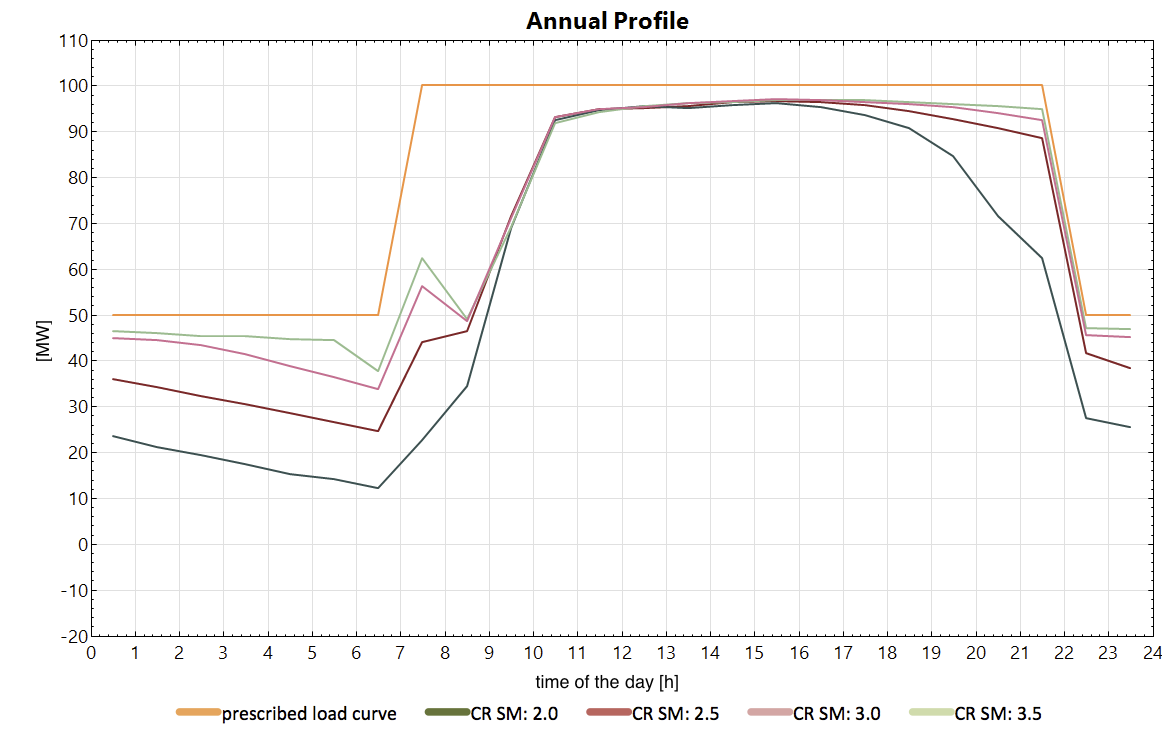 Annual Profile
110
100
90
80
70
60
50
40
30
20
10
0
-10
-20
[MW]
0 1 2 3 4 5 6 7 8 9 10 11 12 13 14 15 16 17 18 19 20 21 22 23 24
time of the day [h]
prescribed load curve CR SM: 2.0 CR SM: 2.5 CR SM: 3.0 CR SM: 3.5